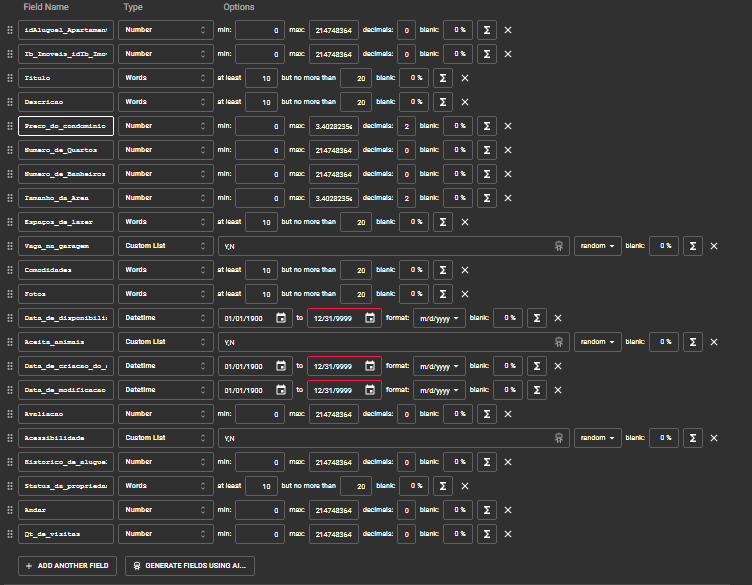 Field Name Type Options
idAluguel_Apartamen Number min: 0 max: 214748364 decimals: 0 blank: 0 % Σ
Tb_Imoveis_idTb_Imo Number min: 0 max: 214748364 decimals: 0 blank: 0 % Σ
Titulo Words at least 10 but no more than 20 blank: 0 % Σ
Descricao Words at least 10 but no more than 20 blank: 0 % Σ
Preco_do_condominio Number min: 0 max: 3.4028235e decimals: 2 blank: 0 % Σ
Numero_de_Quartos Number min: 0 max: 214748364 decimals: 0 blank: 0 % Σ
Numero_de_Banheiros Number min: 0 max: 214748364 decimals: 0 blank: 0 % Σ
Tamanho_da_Area Number min: 0 max: 3.4028235e decimals: 2 blank: 0 % Σ
Espaços_de_lazer Words at least 10 but no more than 20 blank: 0 % Σ
Vaga_na_garagem Custom List Y,N random blank: 0 % Σ
Comodidades Words at least 10 but no more than 20 blank: 0 % Σ
Fotos Words at least 10 but no more than 20 blank: 0 % Σ
Data_de_disponibili Datetime 01/01/1900 to 12/31/9999 format: m/d/yyyy blank: 0 % Σ
Aceita_animais Custom List Y,N random blank: 0 % Σ
Data_de_criacao_do_ Datetime 01/01/1900 to 12/31/9999 format: m/d/yyyy blank: 0 % Σ
Data_de_modificacao Datetime 01/01/1900 to 12/31/9999 format: m/d/yyyy blank: 0 % Σ
Avaliacao Number min: 0 max: 214748364 decimals: 0 blank: 0 % Σ
Acessibilidade Custom List Y,N random blank: 0 % Σ
Historico_de_alugue Number min: 0 max: 214748364 decimals: 0 blank: 0 % Σ
Status_da_proprieda Words at least 10 but no more than 20 blank: 0 % Σ
Andar Number min: 0 max: 214748364 decimals: 0 blank: 0 % Σ
Qt_de_visitas Number min: 0 max: 214748364 decimals: 0 blank: 0 % Σ
+ ADD ANOTHER FIELD GENERATE FIELDS USING AI...